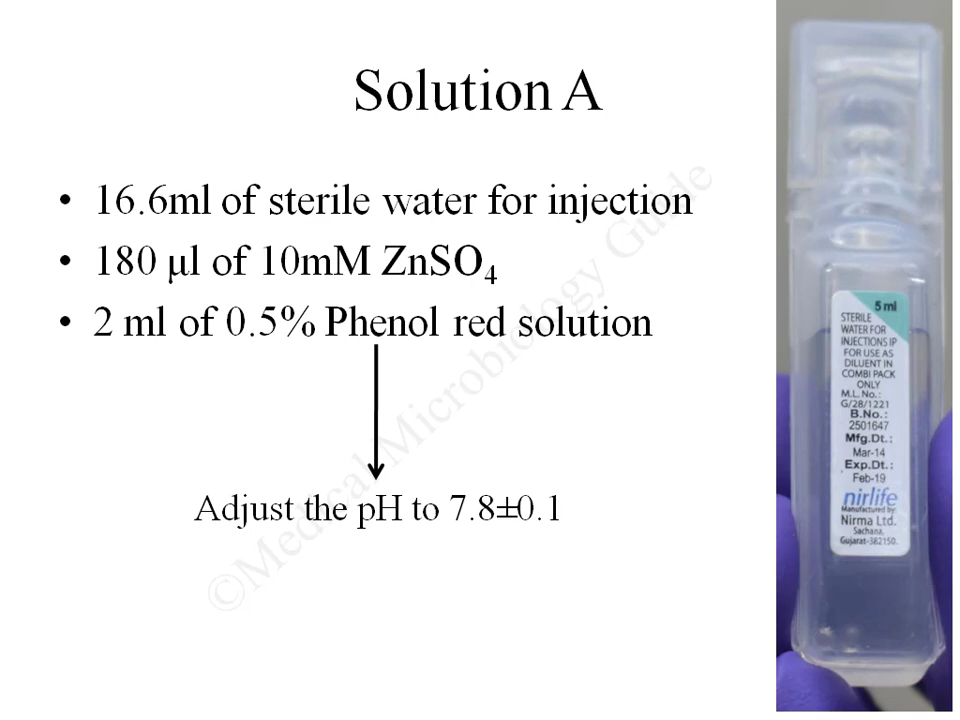 Solution A
• 16.6ml of sterile water for injection
• 180 µl of 10mM ZnSO₄
• 2 ml of 0.5% Phenol red solution
Adjust the pH to 7.8±0.1
©Medical Microbiology Guide
5 ml
STERILE
WATER FOR
INJECTIONS IP
FOR USE AS
DILUENT IN
COMBI PACK
ONLY
M.L. No.:
G/28/1221
B.No.:
2501647
Mfg.Dt.:
Mar-14
Exp.Dt.:
Feb-19
nirlife
Manufactured by:
Nirma Ltd.
Sachana,
Gujarat-382150.